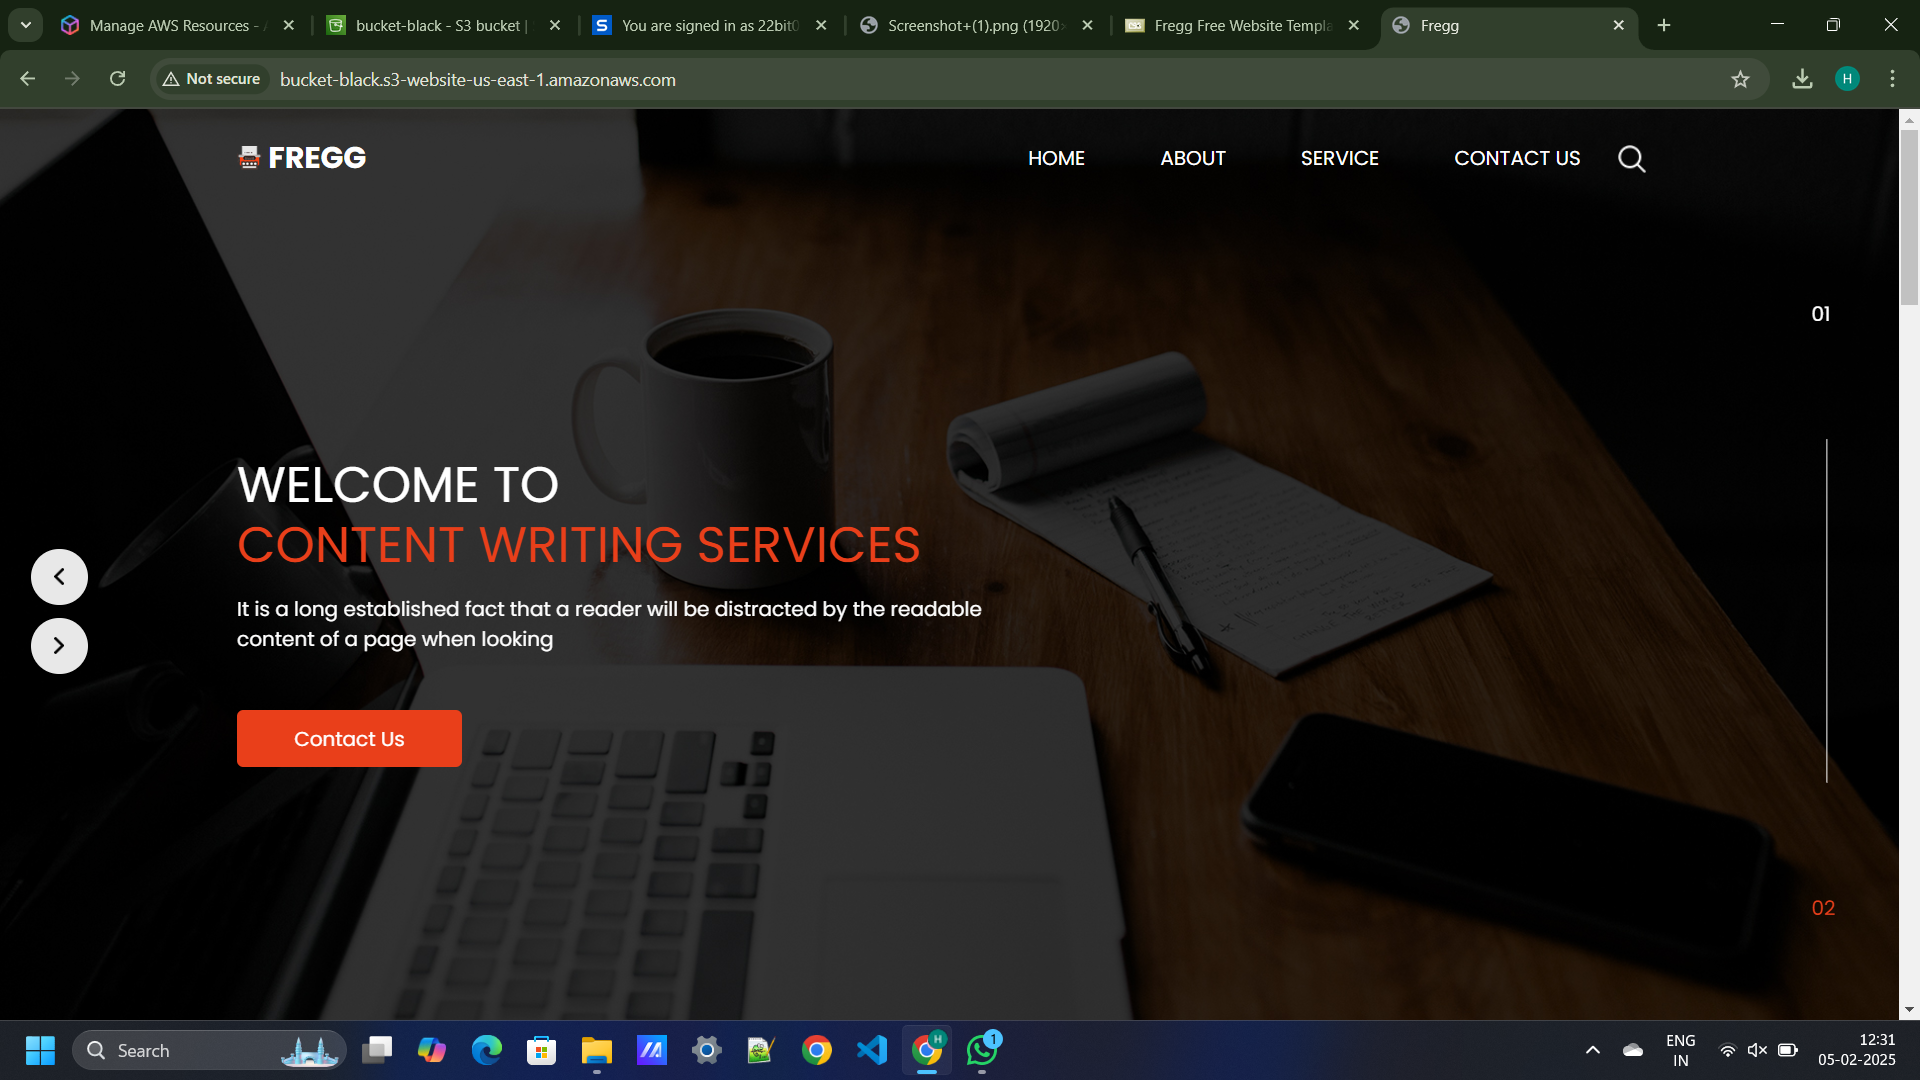 Manage AWS Resources - A
bucket-black - S3 bucket |
You are signed in as 22bit0
Screenshot+(1).png (1920×
Fregg Free Website Templa
Fregg
Not secure
bucket-black.s3-website-us-east-1.amazonaws.com
H
FREGG
HOME
ABOUT
SERVICE
CONTACT US
01
WELCOME TO
CONTENT WRITING SERVICES
It is a long established fact that a reader will be distracted by the readable
content of a page when looking
Contact Us
02
Search
H
1
ENG
IN
12:31
05-02-2025